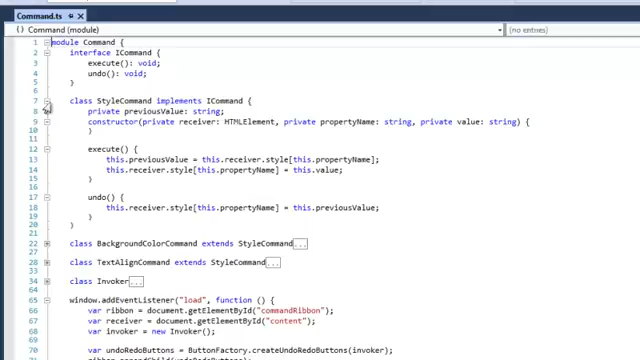 Command.ts
{} Command (module)
(no entries)
1 module Command {
2 interface ICommand {
3 execute(): void;
4 undo(): void;
5 }
6
7 class StyleCommand implements ICommand {
8 private previousValue: string;
9 constructor(private receiver: HTMLElement, private propertyName: string, private value: string) {
10 }
11
12 execute() {
13 this.previousValue = this.receiver.style[this.propertyName];
14 this.receiver.style[this.propertyName] = this.value;
15 }
16
17 undo() {
18 this.receiver.style[this.propertyName] = this.previousValue;
19 }
20 }
21
22 class BackgroundColorCommand extends StyleCommand...
27
28 class TextAlignCommand extends StyleCommand...
33
34 class Invoker...
64
65 window.addEventListener("load", function () {
66 var ribbon = document.getElementById("commandRibbon");
67 var receiver = document.getElementById("content");
68 var invoker = new Invoker();
69
70 var undoRedoButtons = ButtonFactory.createUndoRedoButtons(invoker);